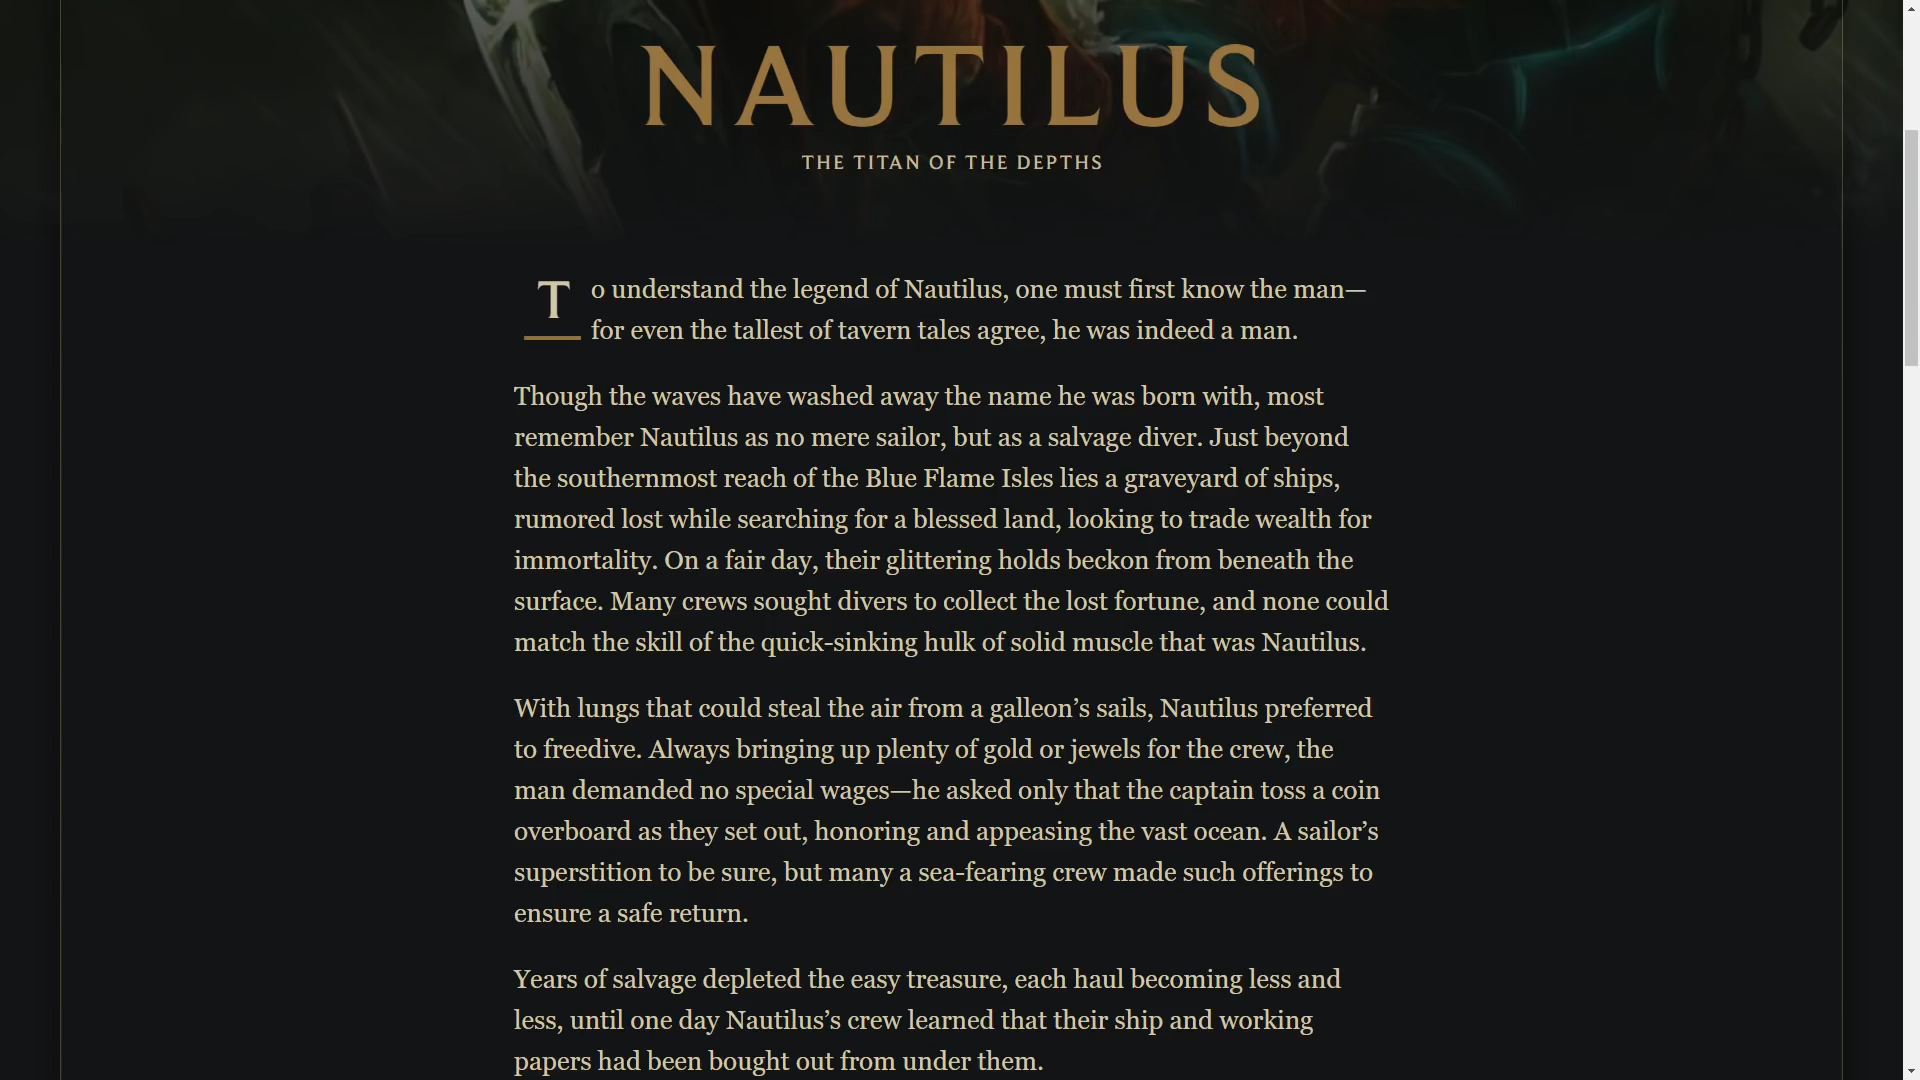 NAUTILUS
THE TITAN OF THE DEPTHS
To understand the legend of Nautilus, one must first know the man—
for even the tallest of tavern tales agree, he was indeed a man.
Though the waves have washed away the name he was born with, most
remember Nautilus as no mere sailor, but as a salvage diver. Just beyond
the southernmost reach of the Blue Flame Isles lies a graveyard of ships,
rumored lost while searching for a blessed land, looking to trade wealth for
immortality. On a fair day, their glittering holds beckon from beneath the
surface. Many crews sought divers to collect the lost fortune, and none could
match the skill of the quick-sinking hulk of solid muscle that was Nautilus.
With lungs that could steal the air from a galleon’s sails, Nautilus preferred
to freedive. Always bringing up plenty of gold or jewels for the crew, the
man demanded no special wages—he asked only that the captain toss a coin
overboard as they set out, honoring and appeasing the vast ocean. A sailor’s
superstition to be sure, but many a sea-fearing crew made such offerings to
ensure a safe return.
Years of salvage depleted the easy treasure, each haul becoming less and
less, until one day Nautilus’s crew learned that their ship and working
papers had been bought out from under them.